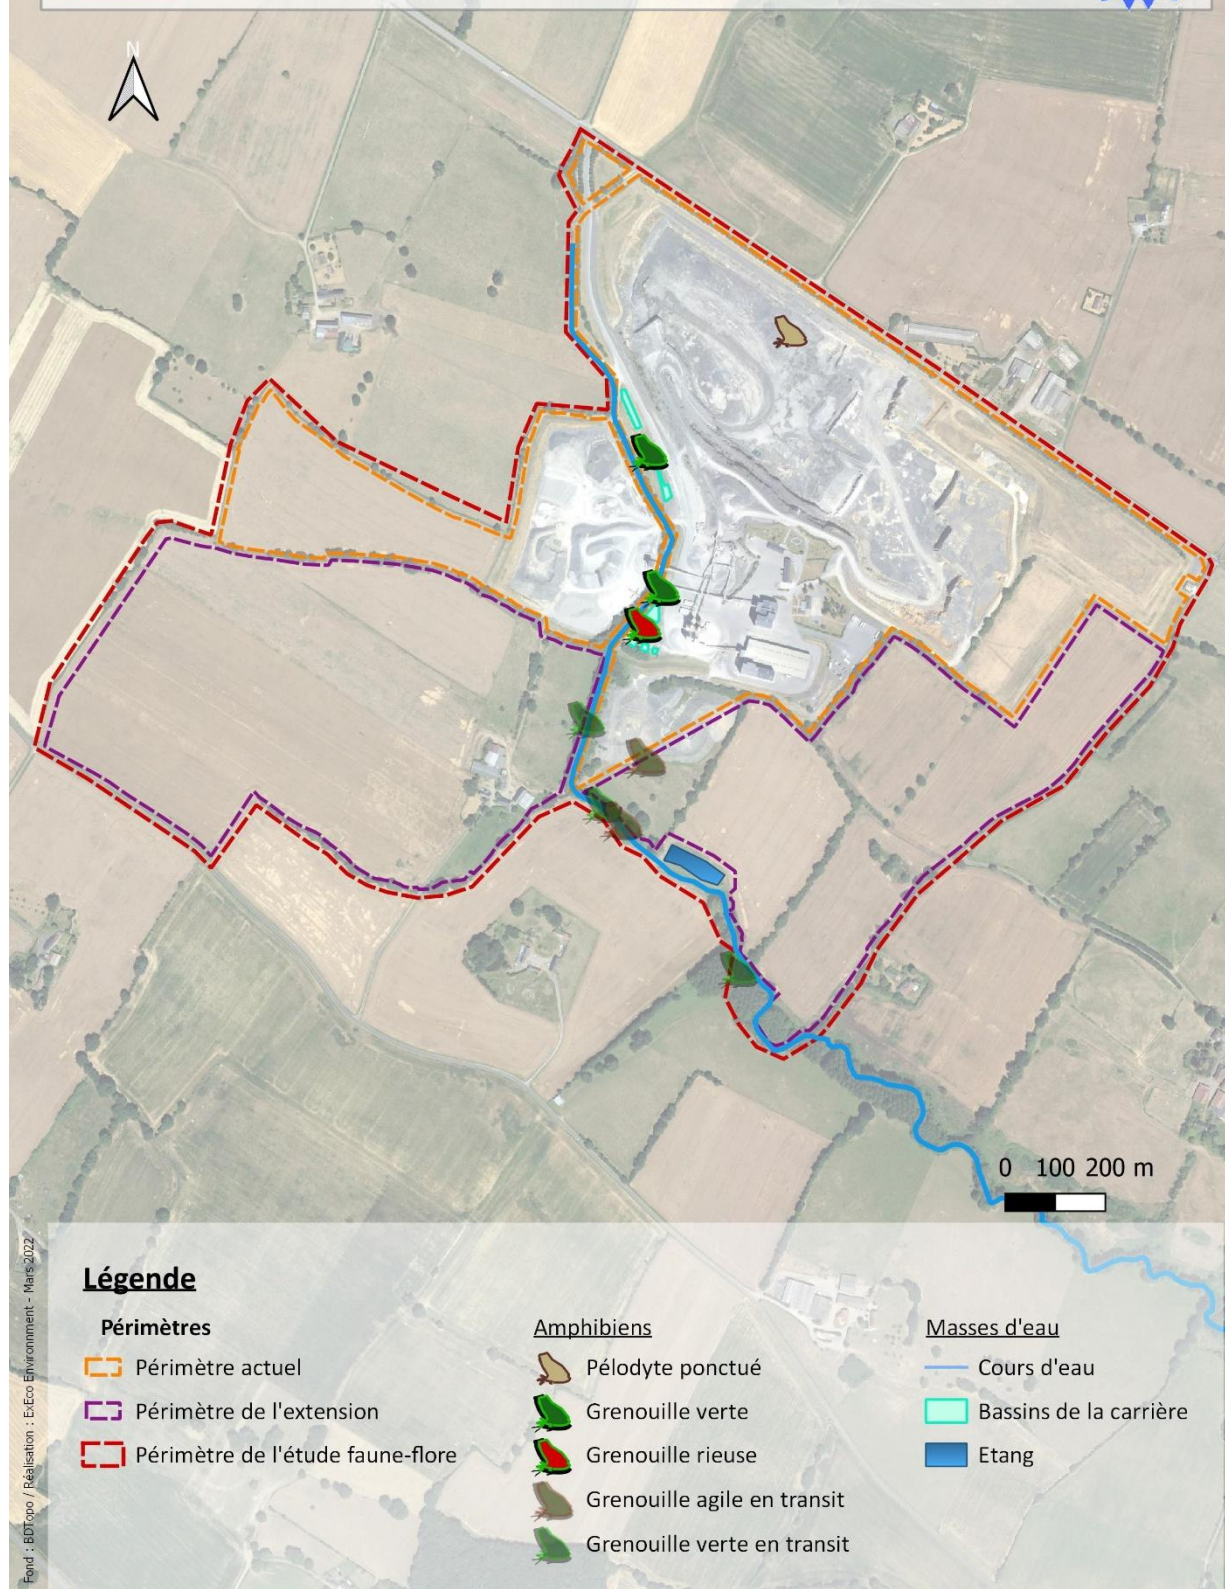 N
0 100 200 m
Légende
Périmètres
Périmètre actuel
Périmètre de l'extension
Périmètre de l'étude faune-flore
Amphibiens
Pélodyte ponctué
Grenouille verte
Grenouille rieuse
Grenouille agile en transit
Grenouille verte en transit
Masses d'eau
Cours d'eau
Bassins de la carrière
Etang
Fond : BDTopo / Réalisation : ExEco Environnment - Mars 2022